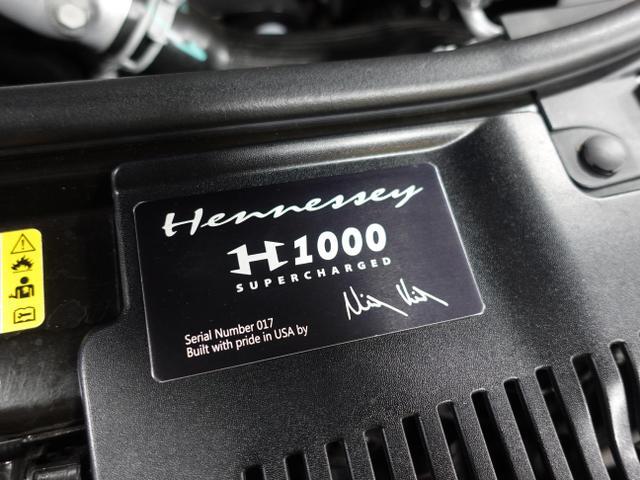 Hennessey
H1000
SUPERCHARGED
Serial Number 017
Built with pride in USA by